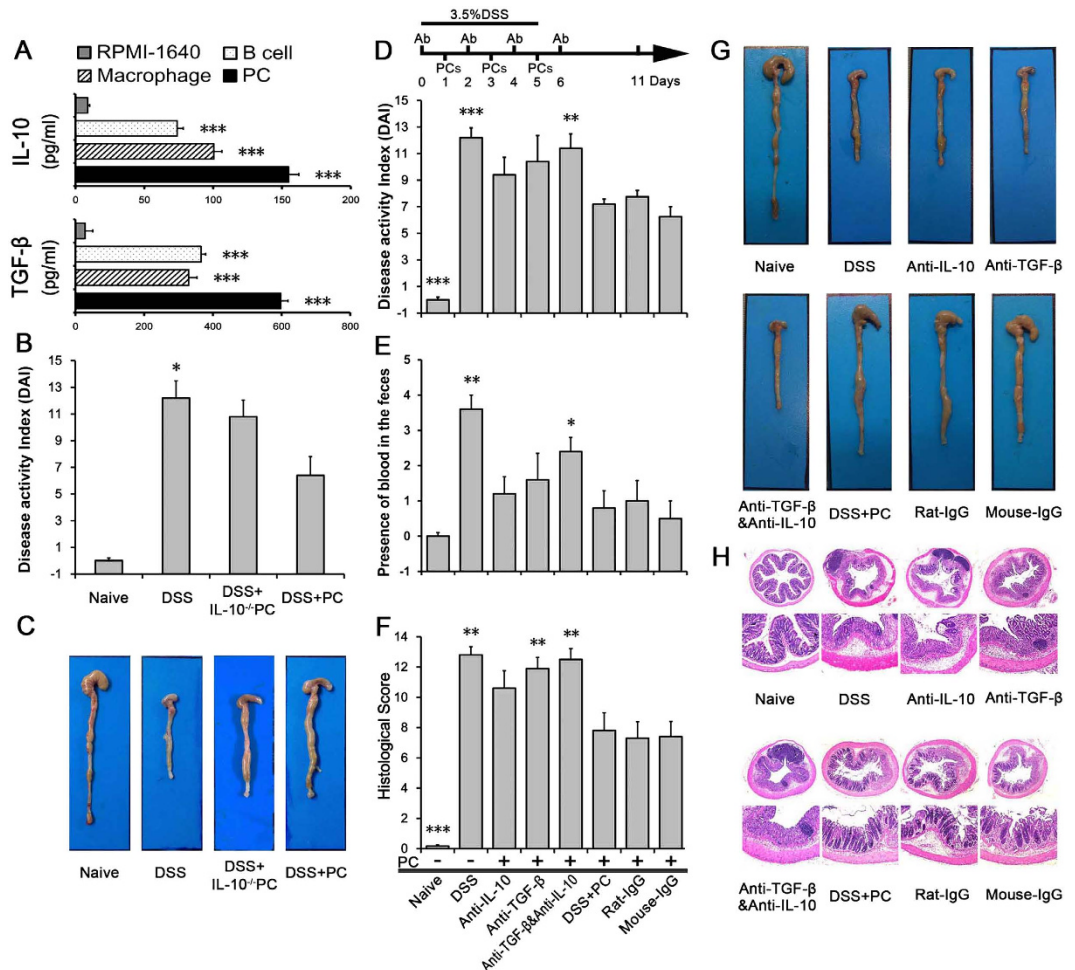 A
RPMI-1640
B cell
Macrophage
PC
IL-10
(pg/ml)
***
***
***
0 50 100 150 200
TGF-β
(pg/ml)
***
***
***
0 200 400 600 800
B
Disease activity Index (DAI)
15
13
11
9
7
5
3
1
-1
*
Naive
DSS
DSS+
IL-10-/-PC
DSS+PC
C
Naive
DSS
DSS+
IL-10-/-PC
DSS+PC
D
3.5%DSS
Ab Ab Ab Ab
PCs PCs PCs
0 1 2 3 4 5 6 11 Days
Disease activity Index (DAI)
15
13
11
9
7
5
3
1
-1
***
***
**
E
Presence of blood in the feces
5
4
3
2
1
0
-1
**
*
F
Histological Score
14
12
10
8
6
4
2
0
***
**
**
**
PC - - + + + + + +
Naive
DSS
Anti-IL-10
Anti-TGF-β
Anti-TGF-β&Anti-IL-10
DSS+PC
Rat-IgG
Mouse-IgG
G
Naive
DSS
Anti-IL-10
Anti-TGF-β
Anti-TGF-β
&Anti-IL-10
DSS+PC
Rat-IgG
Mouse-IgG
H
Naive
DSS
Anti-IL-10
Anti-TGF-β
Anti-TGF-β
&Anti-IL-10
DSS+PC
Rat-IgG
Mouse-IgG